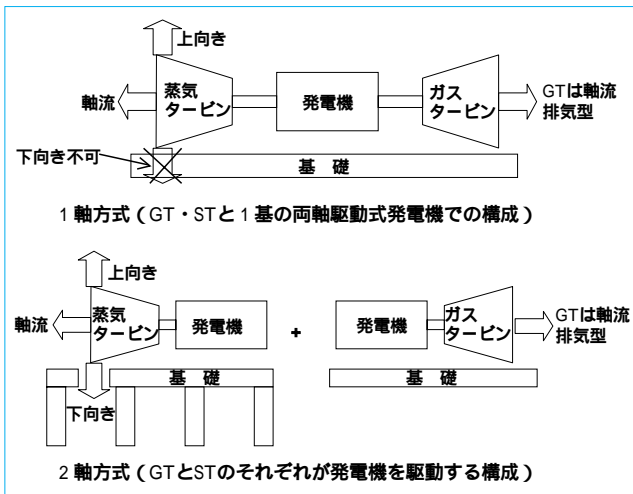 上向き
蒸気
タービン
軸流
発電機
ガス
タービン
GTは軸流
排気型
下向き不可
基 礎
1軸方式(GT・STと1基の両軸駆動式発電機での構成)
上向き
蒸気
タービン
軸流
発電機
+
発電機
ガス
タービン
GTは軸流
排気型
基 礎
基 礎
下向き
2軸方式(GTとSTのそれぞれが発電機を駆動する構成)